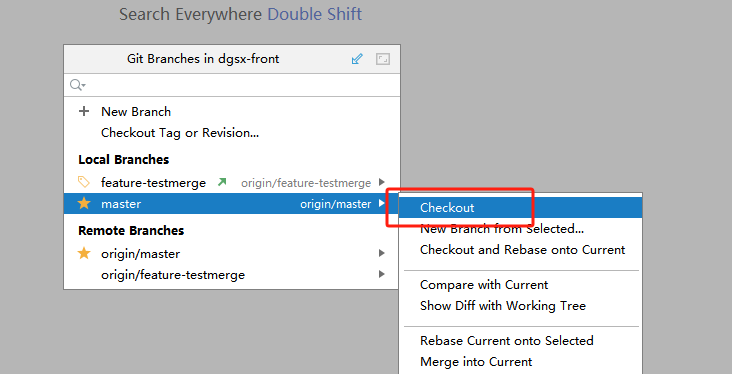 Search Everywhere Double Shift
Git Branches in dgsx-front
New Branch
Checkout Tag or Revision...
Local Branches
feature-testmerge origin/feature-testmerge
master origin/master
Remote Branches
origin/master
origin/feature-testmerge
Checkout
New Branch from Selected...
Checkout and Rebase onto Current
Compare with Current
Show Diff with Working Tree
Rebase Current onto Selected
Merge into Current